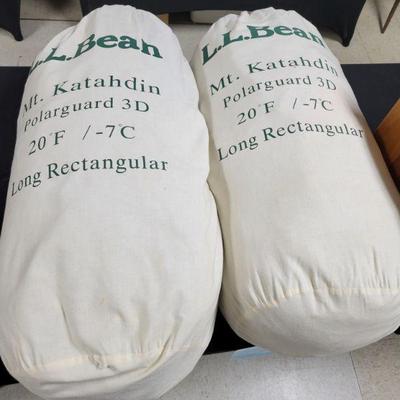 L.L.Bean
Mt. Katahdin
Polarguard 3D
20°F / -7°C
Long Rectangular
L.L.Bean
Mt. Katahdin
Polarguard 3D
20°F / -7°C
Long Rectangular